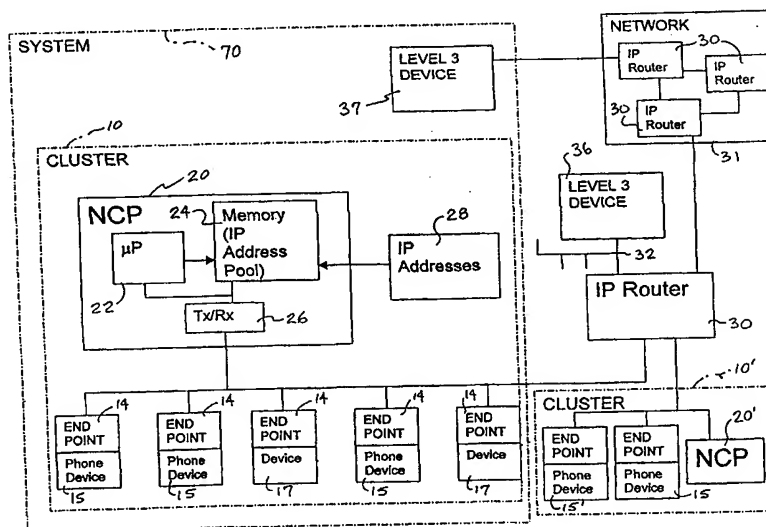 SYSTEM
70
LEVEL 3
DEVICE
37
NETWORK
30
IP
Router
IP
Router
30
IP
Router
31
10
CLUSTER
20
NCP
24
Memory
(IP
Address
Pool)
µP
22
Tx/Rx
26
28
IP
Addresses
36
LEVEL 3
DEVICE
32
IP Router
30
14
END
POINT
Phone
Device
15
14
END
POINT
Phone
Device
15
14
END
POINT
Device
17
14
END
POINT
Phone
Device
15
14
END
POINT
Device
17
10'
CLUSTER
END
POINT
Phone
Device
15'
END
POINT
Phone
Device
15
20'
NCP